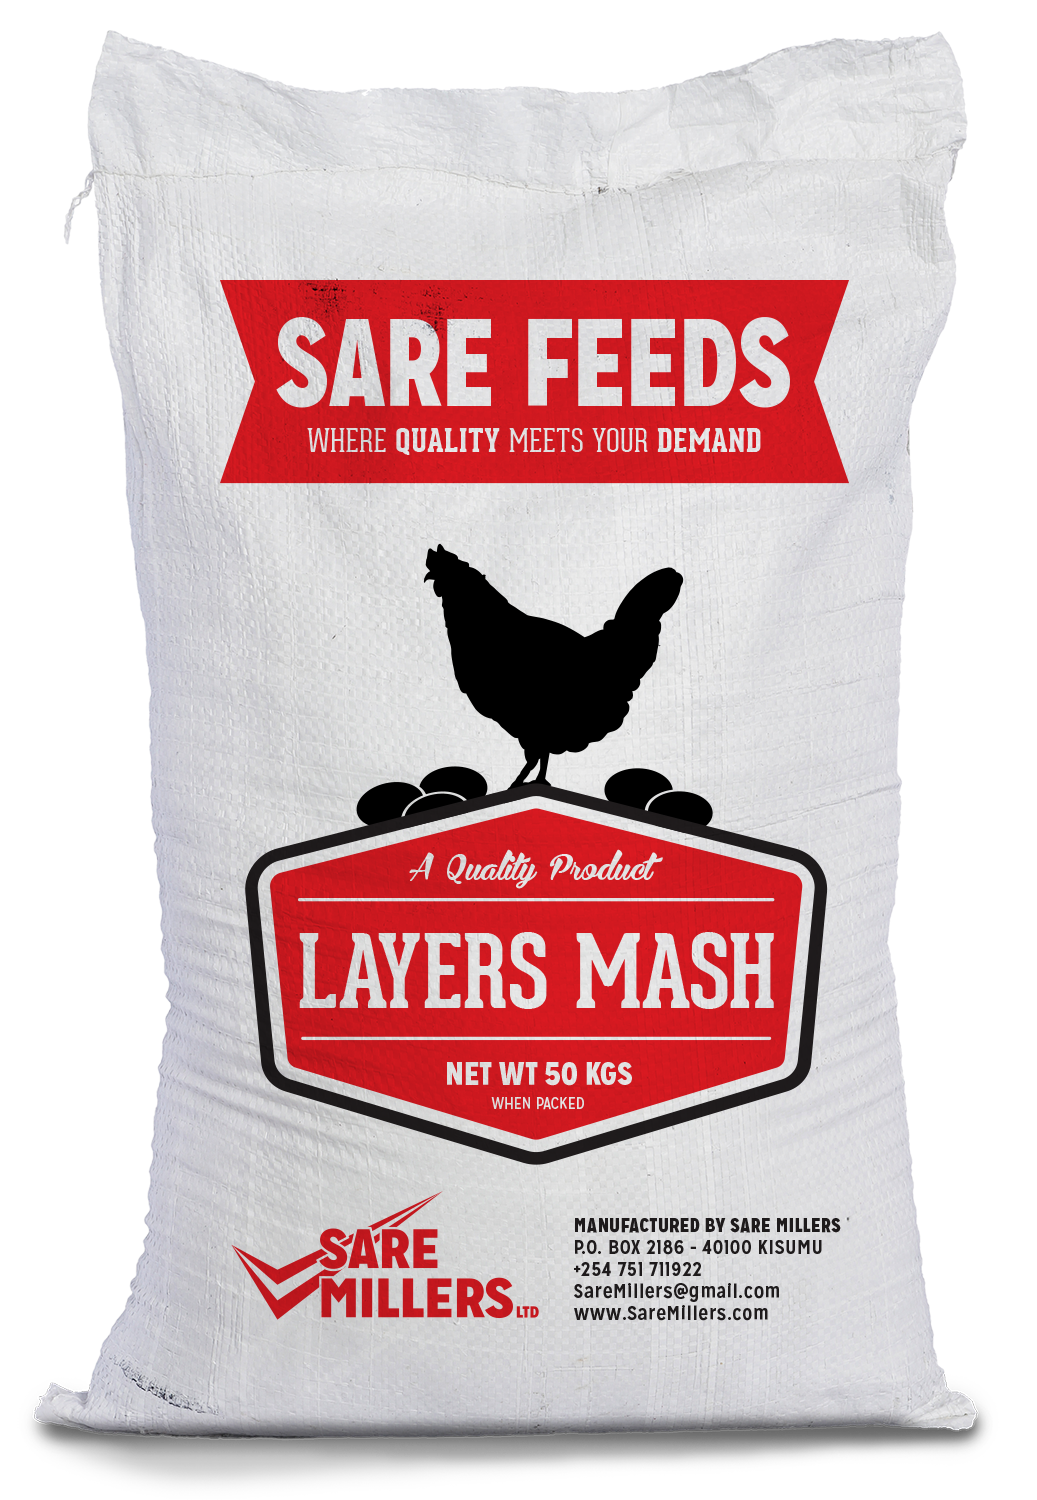 SARE FEEDS
WHERE QUALITY MEETS YOUR DEMAND
A Quality Product
LAYERS MASH
NET WT 50 KGS
WHEN PACKED
SARE
MILLERS LTD
MANUFACTURED BY SARE MILLERS
P.O. BOX 2186 - 40100 KISUMU
+254 751 711922
SareMillers@gmail.com
www.SareMillers.com